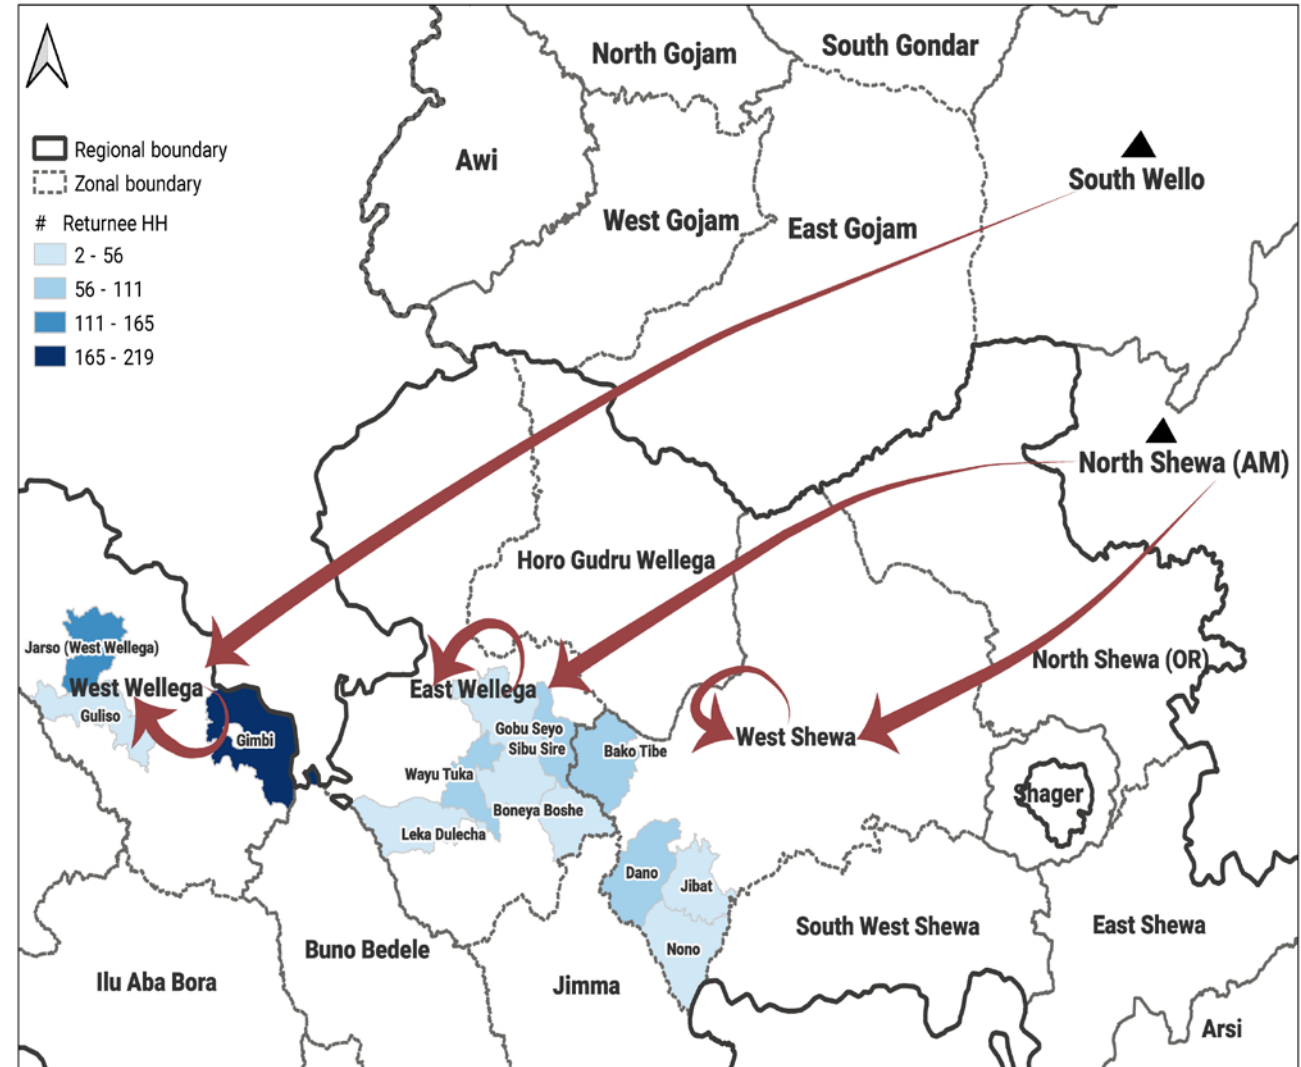 North Gojam
South Gondar
Regional boundary
Zonal boundary
# Returnee HH
2 - 56
56 - 111
111 - 165
165 - 219
Awi
South Wello
West Gojam
East Gojam
North Shewa (AM)
Horo Gudru Wellega
Jarso (West Wellega)
North Shewa (OR)
West Wellega
East Wellega
Guliso
Gimbi
Gobu Seyo
Sibu Sire
Bako Tibe
West Shewa
Wayu Tuka
Shager
Boneya Boshe
Leka Dulecha
Dano
Jibat
South West Shewa
East Shewa
Buno Bedele
Nono
Ilu Aba Bora
Jimma
Arsi